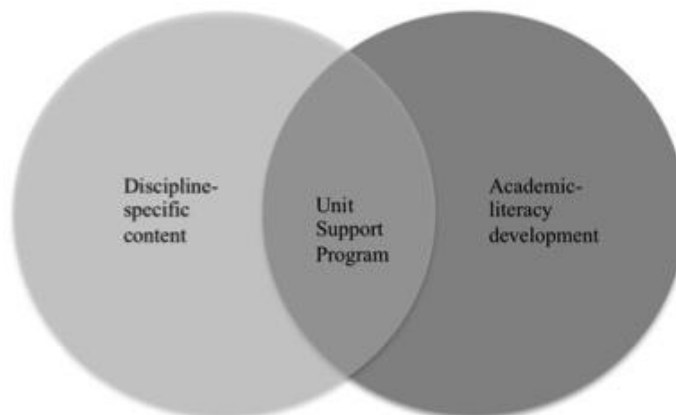 Discipline-
specific
content
Unit
Support
Program
Academic-
literacy
development